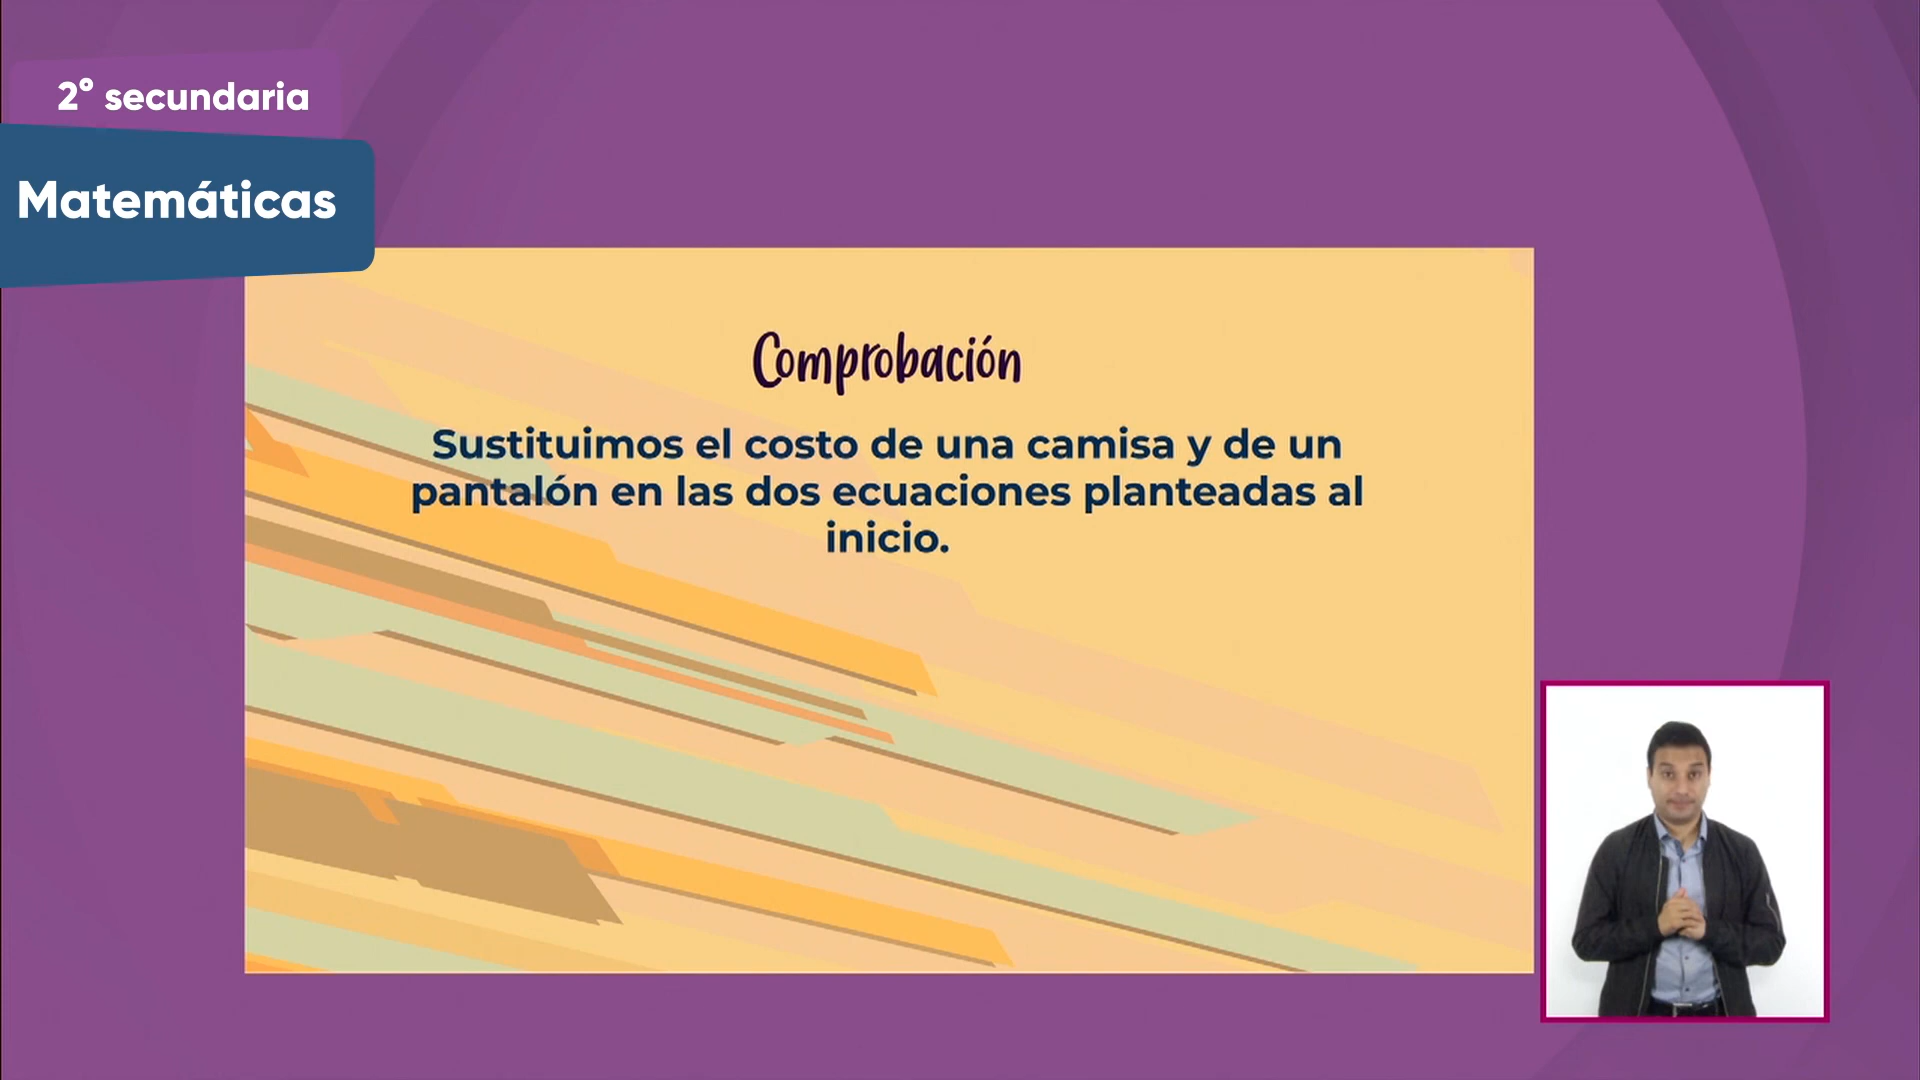 2° secundaria
Matemáticas
Comprobación
Sustituimos el costo de una camisa y de un
pantalón en las dos ecuaciones planteadas al
inicio.